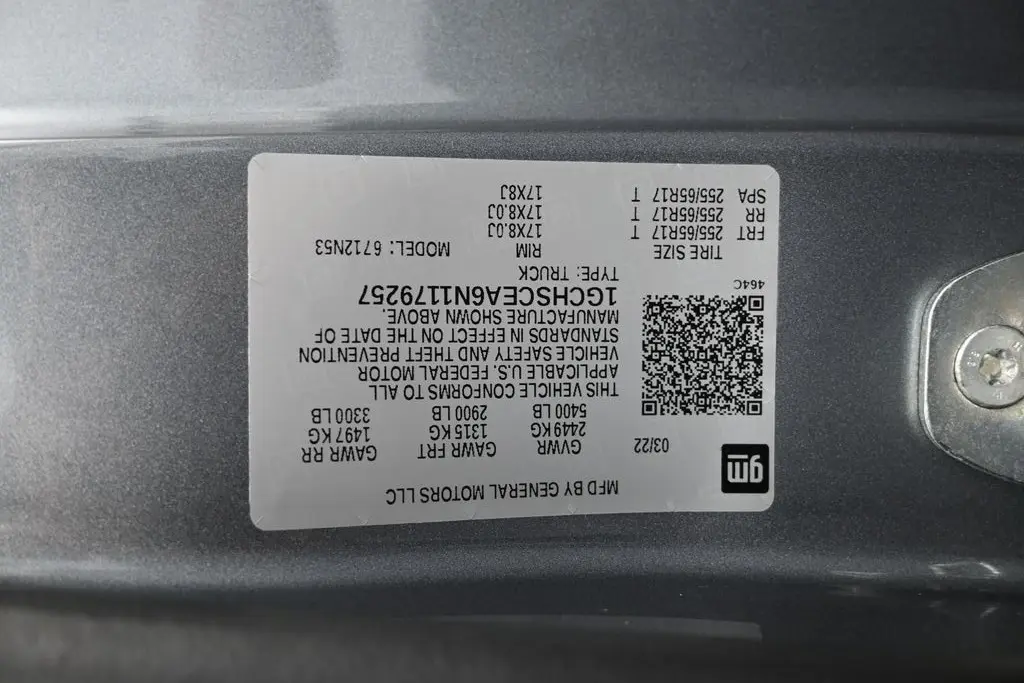 MFD BY GENERAL MOTORS LLC
gm
03/22
GVWR GAWR FRT GAWR RR
2449 KG 1315 KG 1497 KG
5400 LB 2900 LB 3300 LB
THIS VEHICLE CONFORMS TO ALL
APPLICABLE U.S. FEDERAL MOTOR
VEHICLE SAFETY AND THEFT PREVENTION
STANDARDS IN EFFECT ON THE DATE OF
MANUFACTURE SHOWN ABOVE.
1GCHSCEA6N1179257
464C
TYPE: TRUCK
TIRE SIZE RIM MODEL: 6712N53
FRT 255/65R17 T 17X8.0J
RR 255/65R17 T 17X8.0J
SPA 255/65R17 T 17X8J